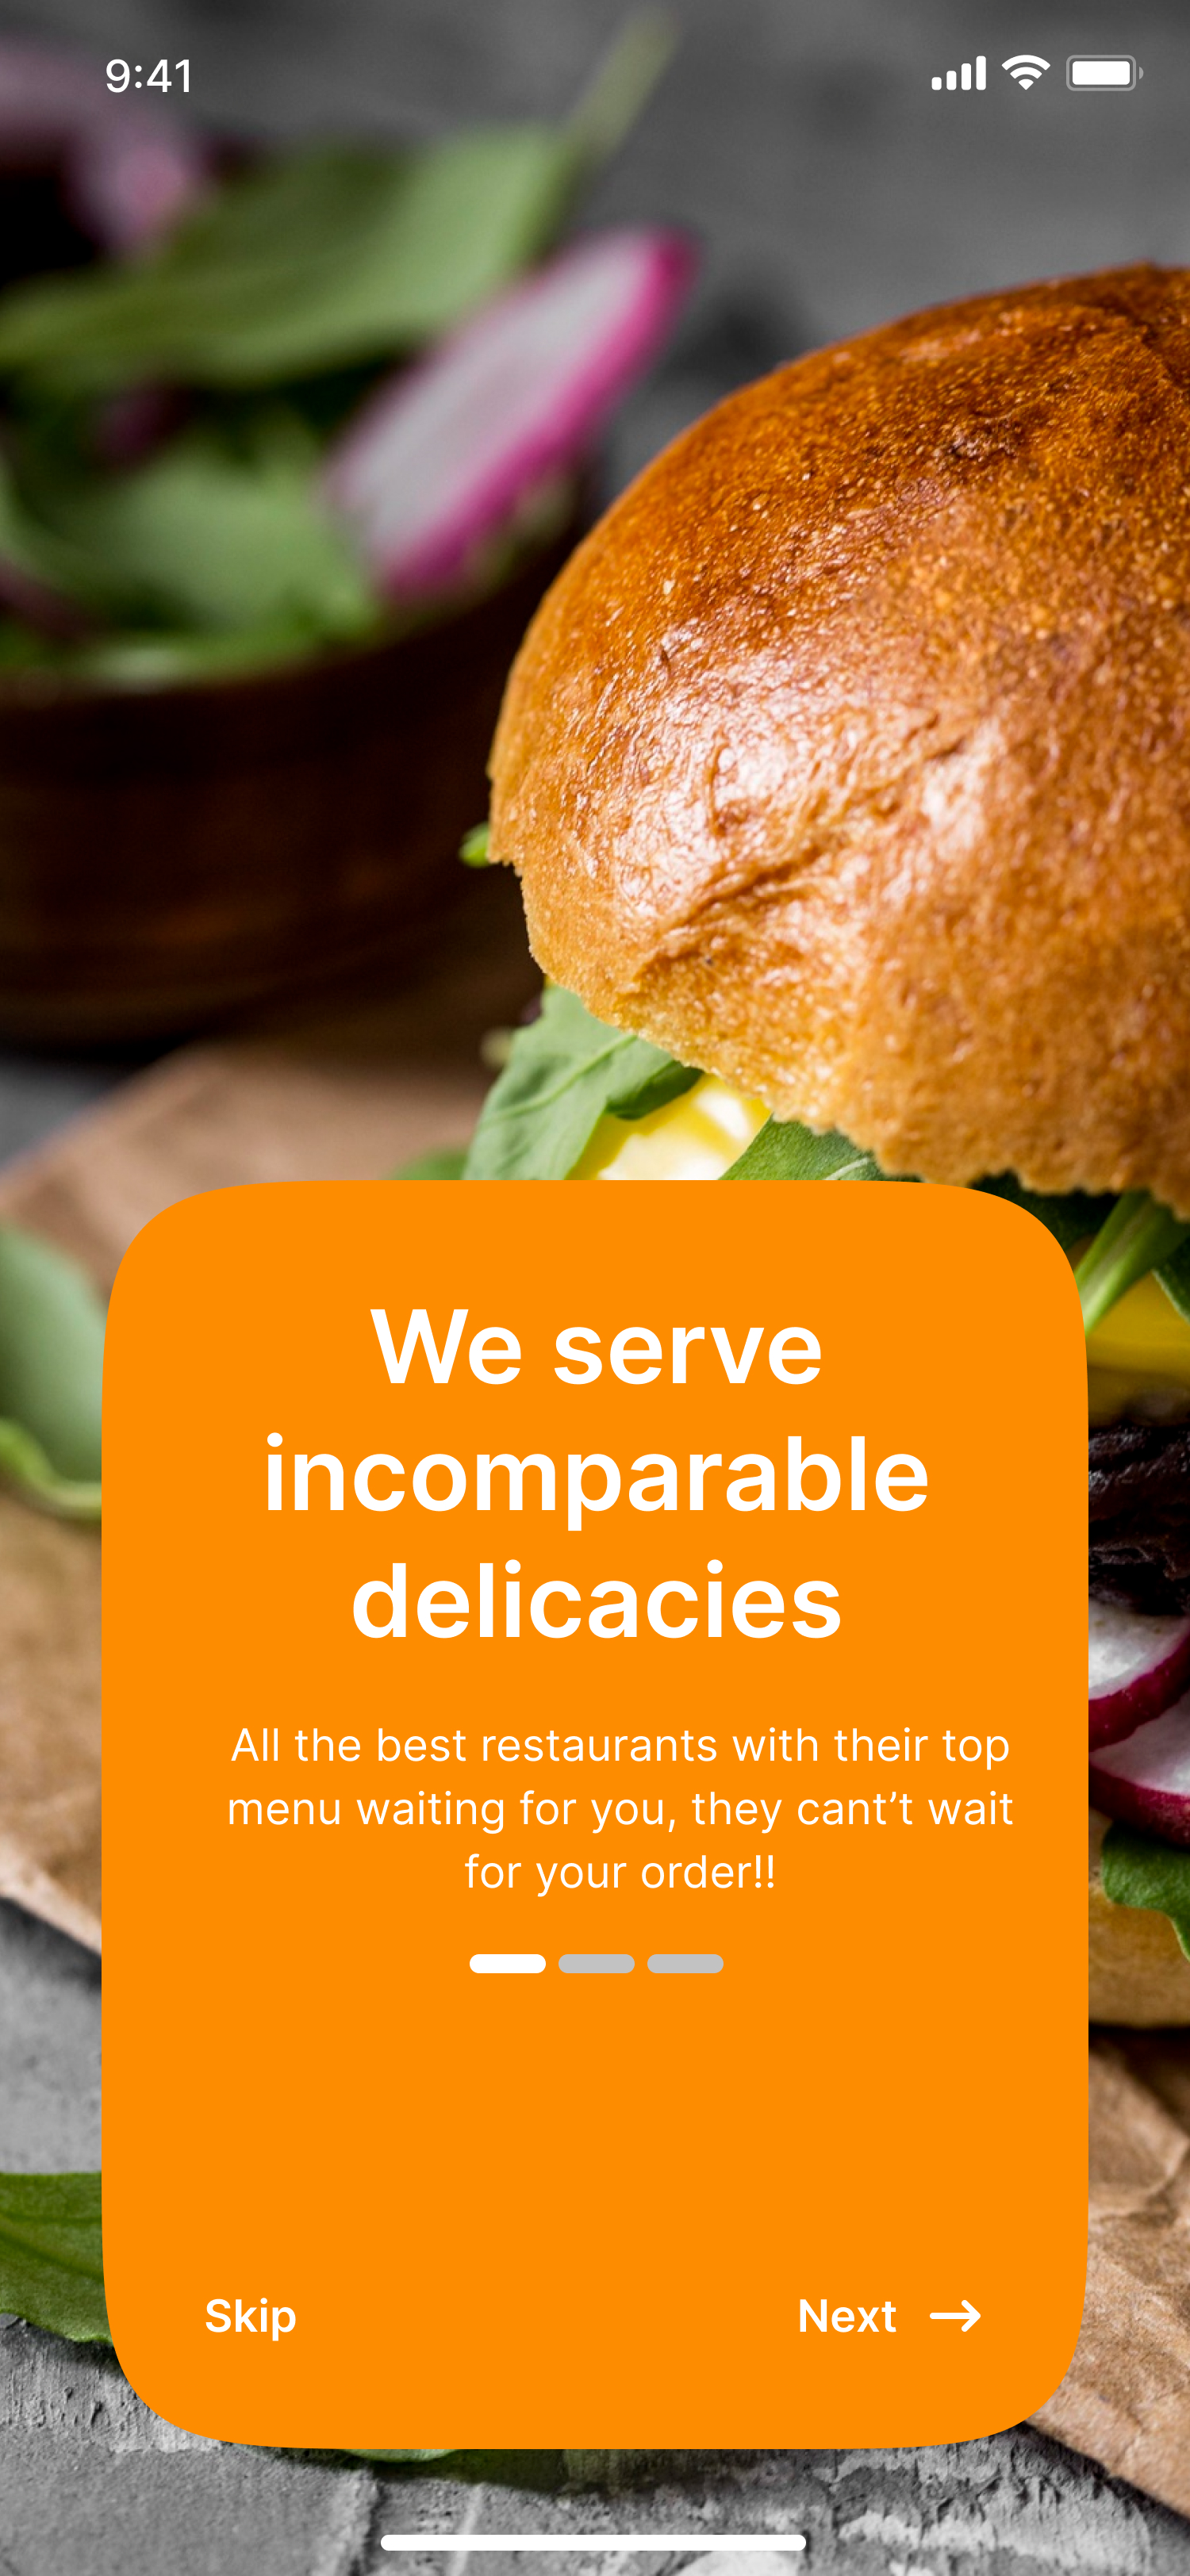 9:41
We serve
incomparable
delicacies
All the best restaurants with their top
menu waiting for you, they cant’t wait
for your order!!
Skip
Next →